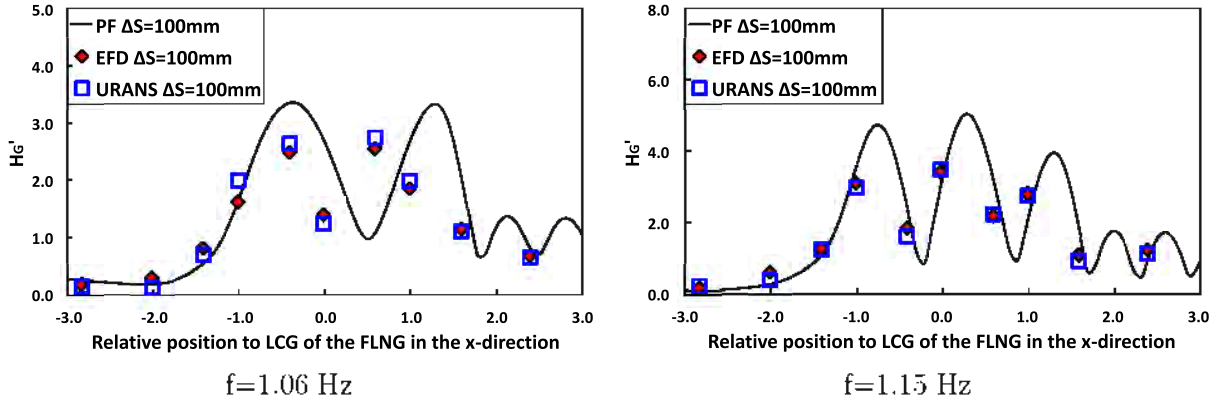 5.0
4.0
3.0
2.0
1.0
0.0
HG'
PF ΔS=100mm
EFD ΔS=100mm
URANS ΔS=100mm
-3.0 -2.0 -1.0 0.0 1.0 2.0 3.0
Relative position to LCG of the FLNG in the x-direction
f=1.06 Hz
8.0
6.0
4.0
2.0
0.0
HG'
PF ΔS=100mm
EFD ΔS=100mm
URANS ΔS=100mm
-3.0 -2.0 -1.0 0.0 1.0 2.0 3.0
Relative position to LCG of the FLNG in the x-direction
f=1.15 Hz